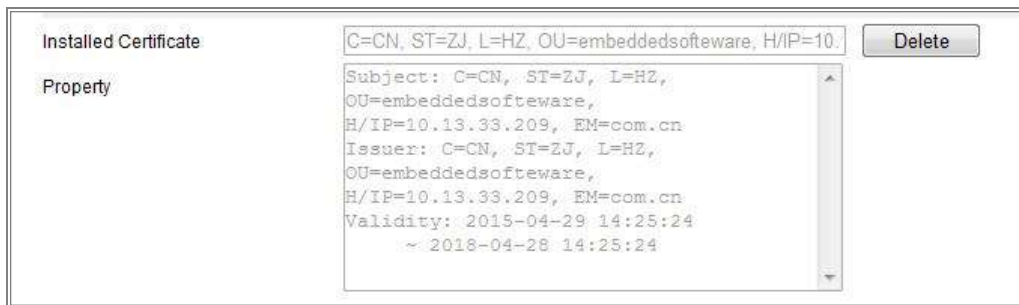 Installed Certificate
C=CN, ST=ZJ, L=HZ, OU=embeddedsofteware, H/IP=10.
Delete
Property
Subject: C=CN, ST=ZJ, L=HZ,
OU=embeddedsofteware,
H/IP=10.13.33.209, EM=com.cn
Issuer: C=CN, ST=ZJ, L=HZ,
OU=embeddedsofteware,
H/IP=10.13.33.209, EM=com.cn
Validity: 2015-04-29 14:25:24
~ 2018-04-28 14:25:24